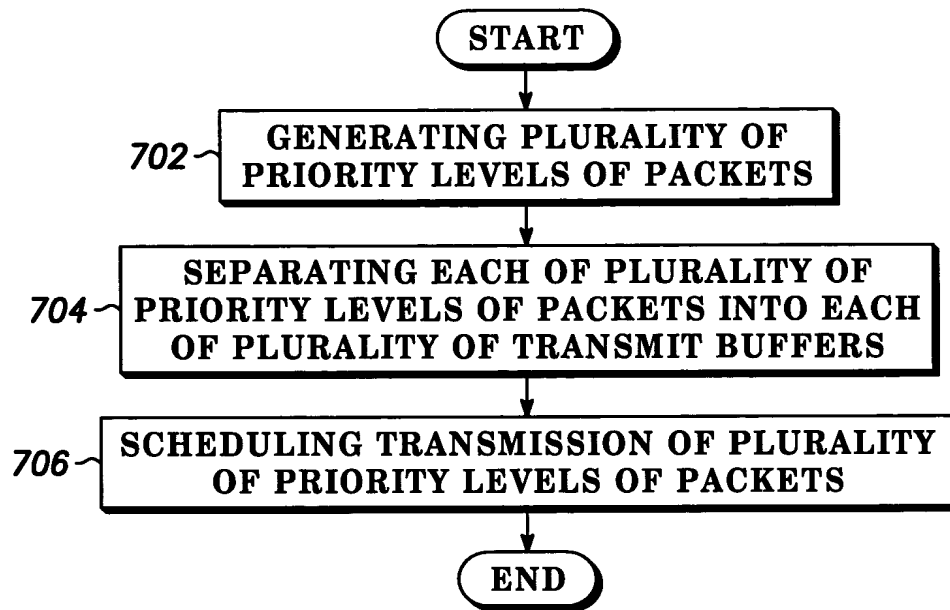 START
702
GENERATING PLURALITY OF
PRIORITY LEVELS OF PACKETS
704
SEPARATING EACH OF PLURALITY OF
PRIORITY LEVELS OF PACKETS INTO EACH
OF PLURALITY OF TRANSMIT BUFFERS
706
SCHEDULING TRANSMISSION OF PLURALITY
OF PRIORITY LEVELS OF PACKETS
END